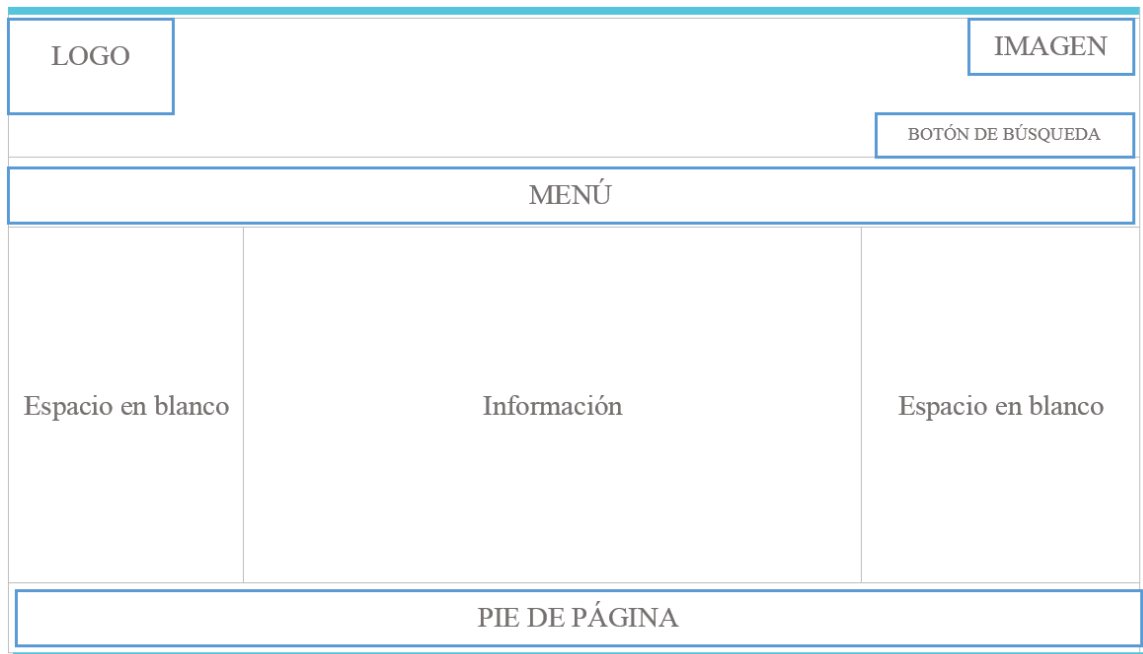 LOGO
IMAGEN
BOTÓN DE BÚSQUEDA
MENÚ
Espacio en blanco
Información
Espacio en blanco
PIE DE PÁGINA